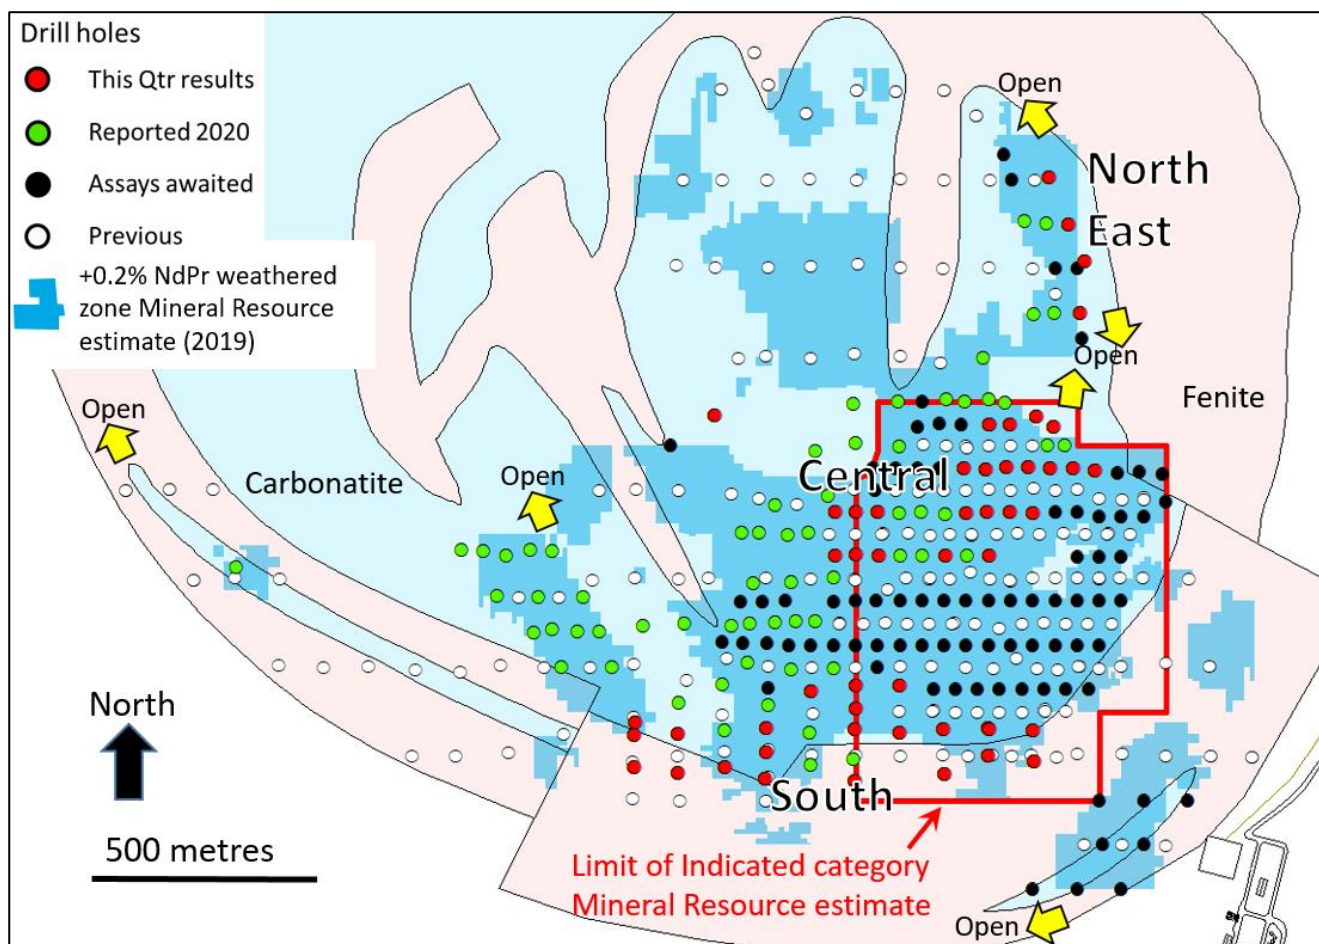 Drill holes
This Qtr results
Reported 2020
Assays awaited
Previous
+0.2% NdPr weathered
zone Mineral Resource
estimate (2019)
Open
North
East
Open
Fenite
Open
Carbonatite
Open
Central
North
500 metres
South
Limit of Indicated category
Mineral Resource estimate
Open